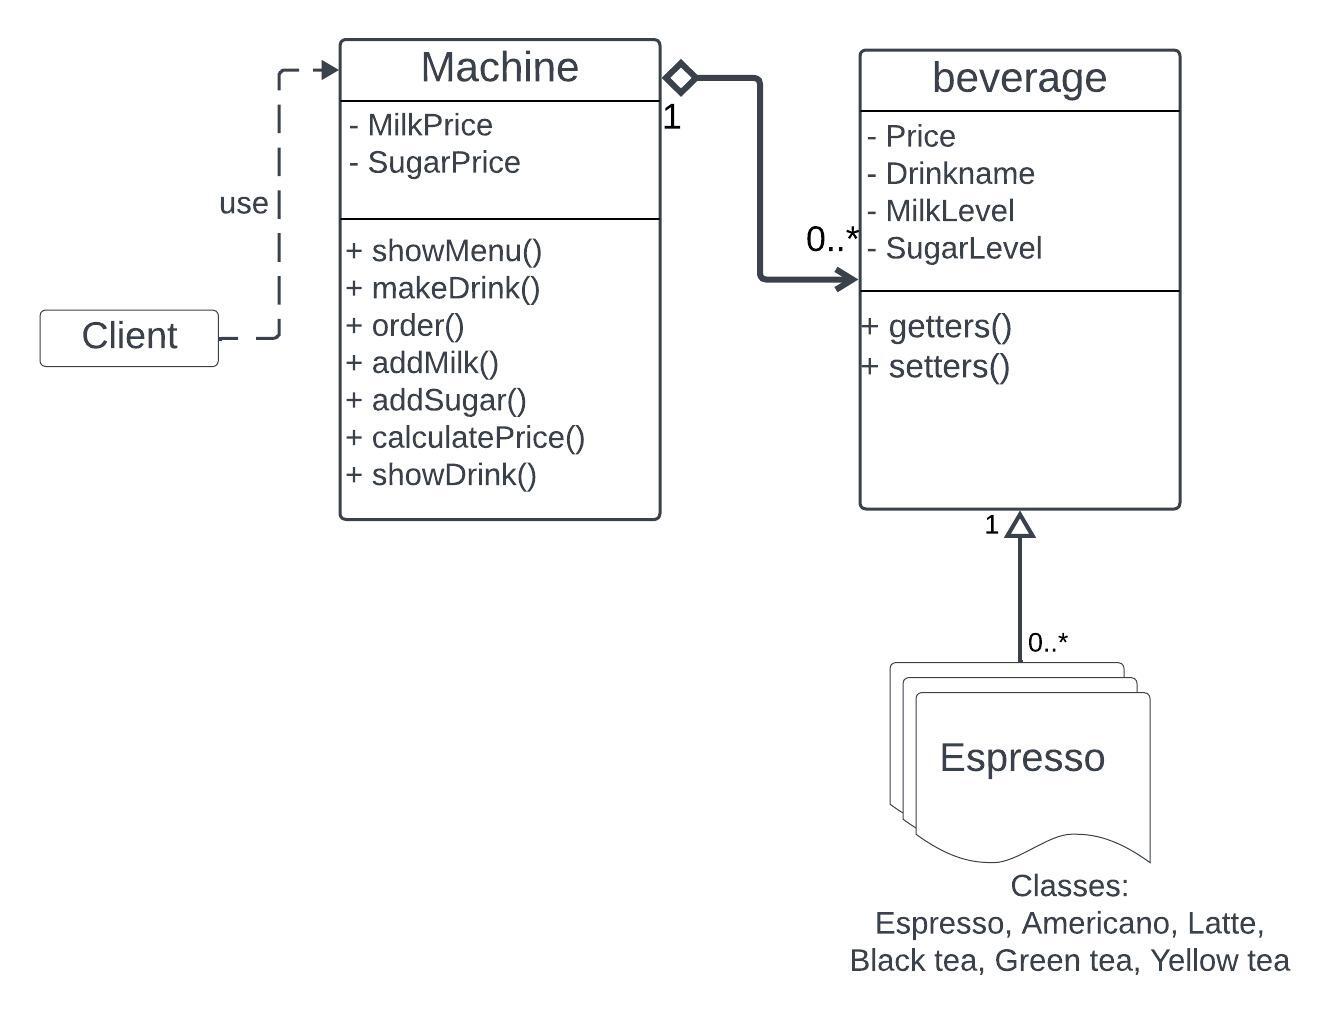 Machine
- MilkPrice
- SugarPrice
+ showMenu()
+ makeDrink()
+ order()
+ addMilk()
+ addSugar()
+ calculatePrice()
+ showDrink()
use
Client
1
0..*
beverage
- Price
- Drinkname
- MilkLevel
- SugarLevel
+ getters()
+ setters()
1
0..*
Espresso
Classes:
Espresso, Americano, Latte,
Black tea, Green tea, Yellow tea